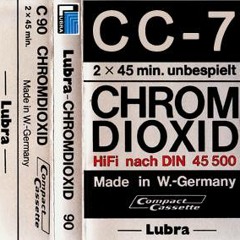 C 90 CHROMDIOXID
2 x 45 min.
Made in W.-Germany
Compact
Cassette
Lubra
LUBRA
Lubra - CHROMDIOXID 90
CC-7
2 x 45 min. unbespielt
CHROM
DIOXID
HiFi nach DIN 45 500
Made in W.-Germany
Compact
Cassette
Lubra